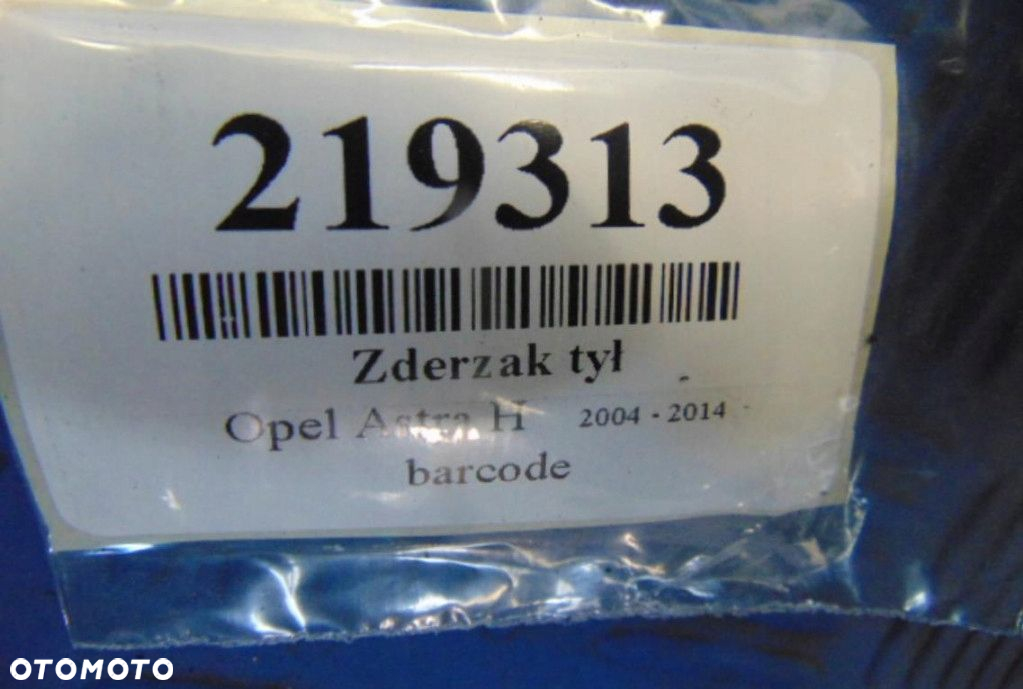 219313
Zderzak tył
Opel Astra H 2004 - 2014
barcode
OTOMOTO